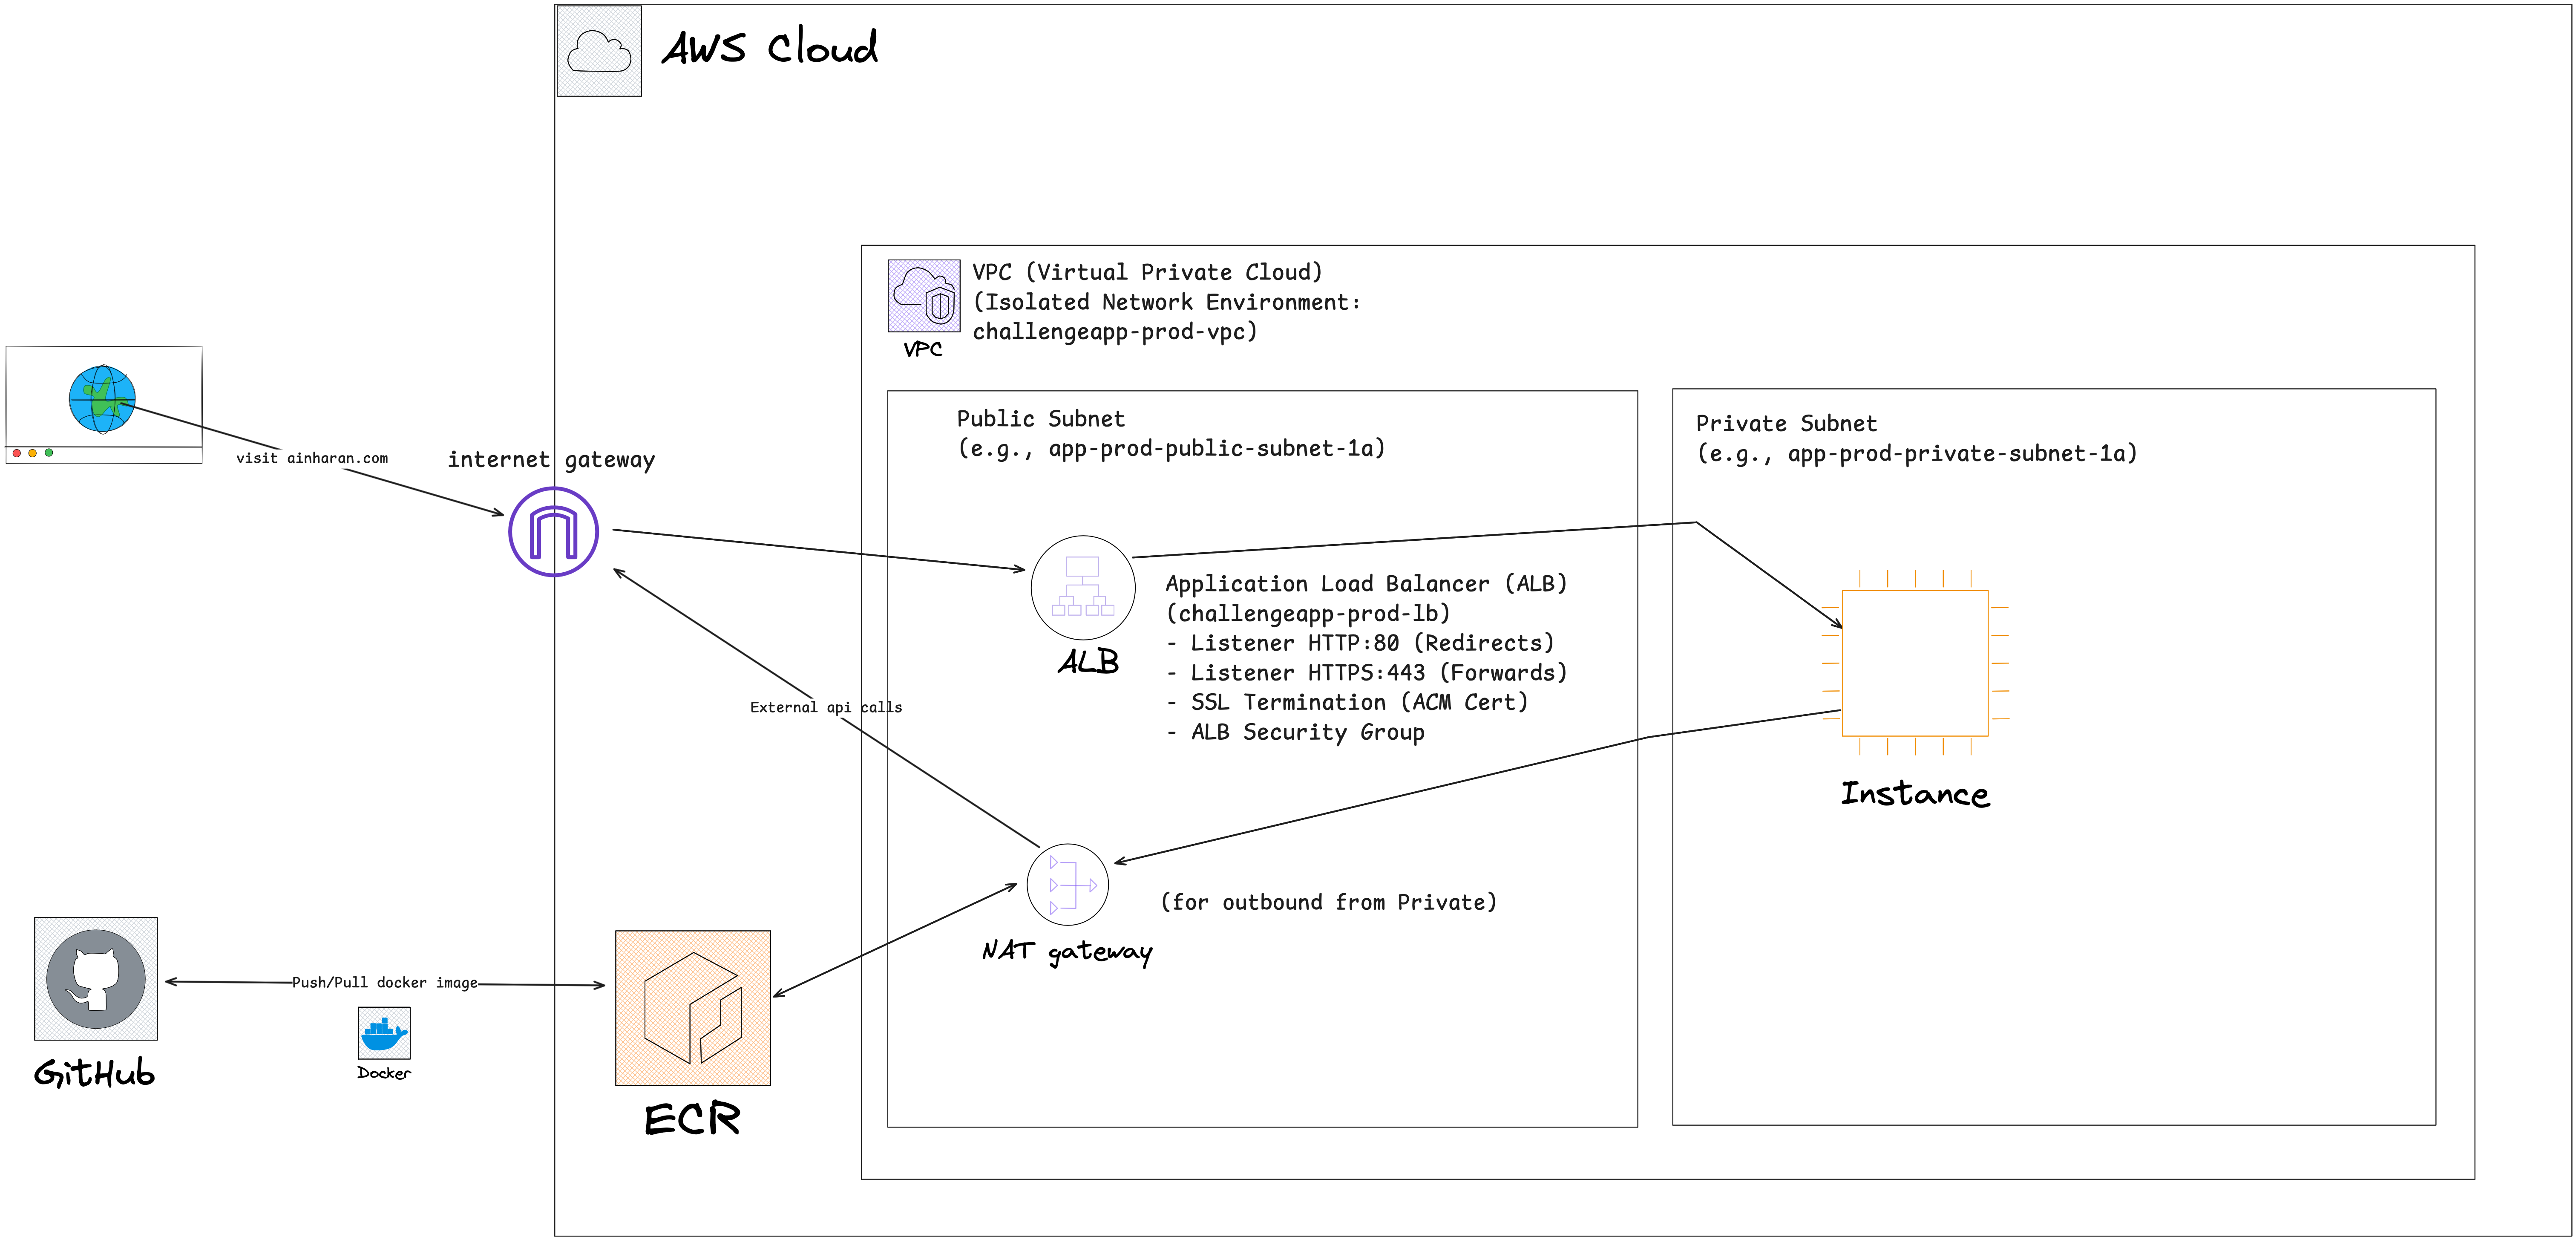 AWS Cloud
VPC (Virtual Private Cloud)
(Isolated Network Environment:
challengeapp-prod-vpc)
VPC
Public Subnet
(e.g., app-prod-public-subnet-1a)
Private Subnet
(e.g., app-prod-private-subnet-1a)
visit ainharan.com
internet gateway
Application Load Balancer (ALB)
(challengeapp-prod-lb)
- Listener HTTP:80 (Redirects)
- Listener HTTPS:443 (Forwards)
- SSL Termination (ACM Cert)
- ALB Security Group
ALB
External api calls
Instance
(for outbound from Private)
NAT gateway
Push/Pull docker image
Docker
GitHub
ECR